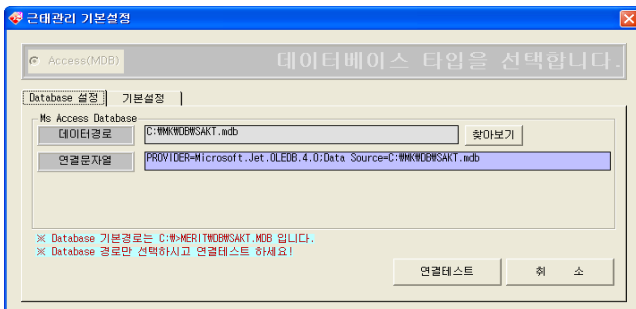 근태관리 기본설정
Access(MDB)
데이터베이스 타입을 선택합니다.
Database 설정
기본설정
Ms Access Database
데이터경로
C:₩MK₩DB₩SAKT.mdb
찾아보기
연결문자열
PROVIDER=Microsoft.Jet.OLEDB.4.0;Data Source=C:₩MK₩DB₩SAKT.mdb
※ Database 기본경로는 C:₩>MERIT₩DB₩SAKT.MDB 입니다.
※ Database 경로만 선택하시고 연결테스트 하세요!
연결테스트
취 소